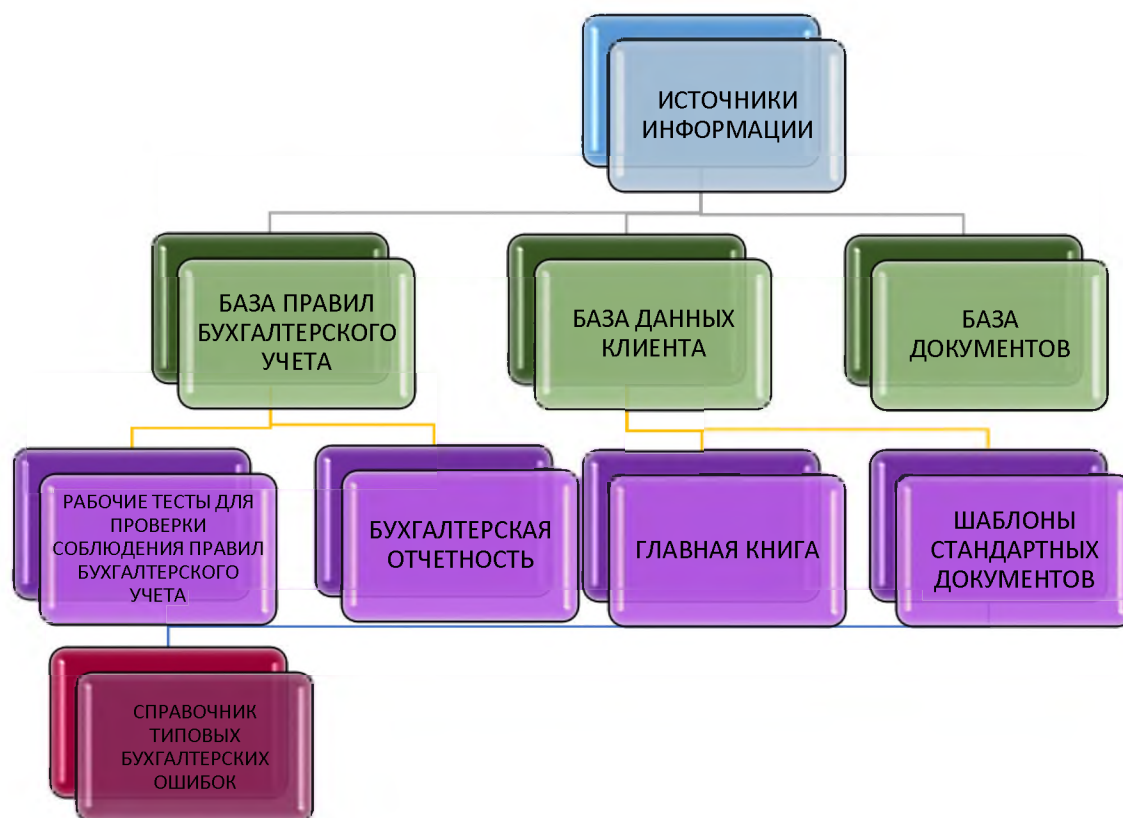 ИСТОЧНИКИ
ИНФОРМАЦИИ
БАЗА ПРАВИЛ
БУХГАЛТЕРСКОГО
УЧЕТА
БАЗА ДАННЫХ
КЛИЕНТА
БАЗА
ДОКУМЕНТОВ
РАБОЧИЕ ТЕСТЫ ДЛЯ
ПРОВЕРКИ
СОБЛЮДЕНИЯ ПРАВИЛ
БУХГАЛТЕРСКОГО
УЧЕТА
БУХГАЛТЕРСКАЯ
ОТЧЕТНОСТЬ
ГЛАВНАЯ КНИГА
ШАБЛОНЫ
СТАНДАРТНЫХ
ДОКУМЕНТОВ
СПРАВОЧНИК
ТИПОВЫХ
БУХГАЛТЕРСКИХ
ОШИБОК